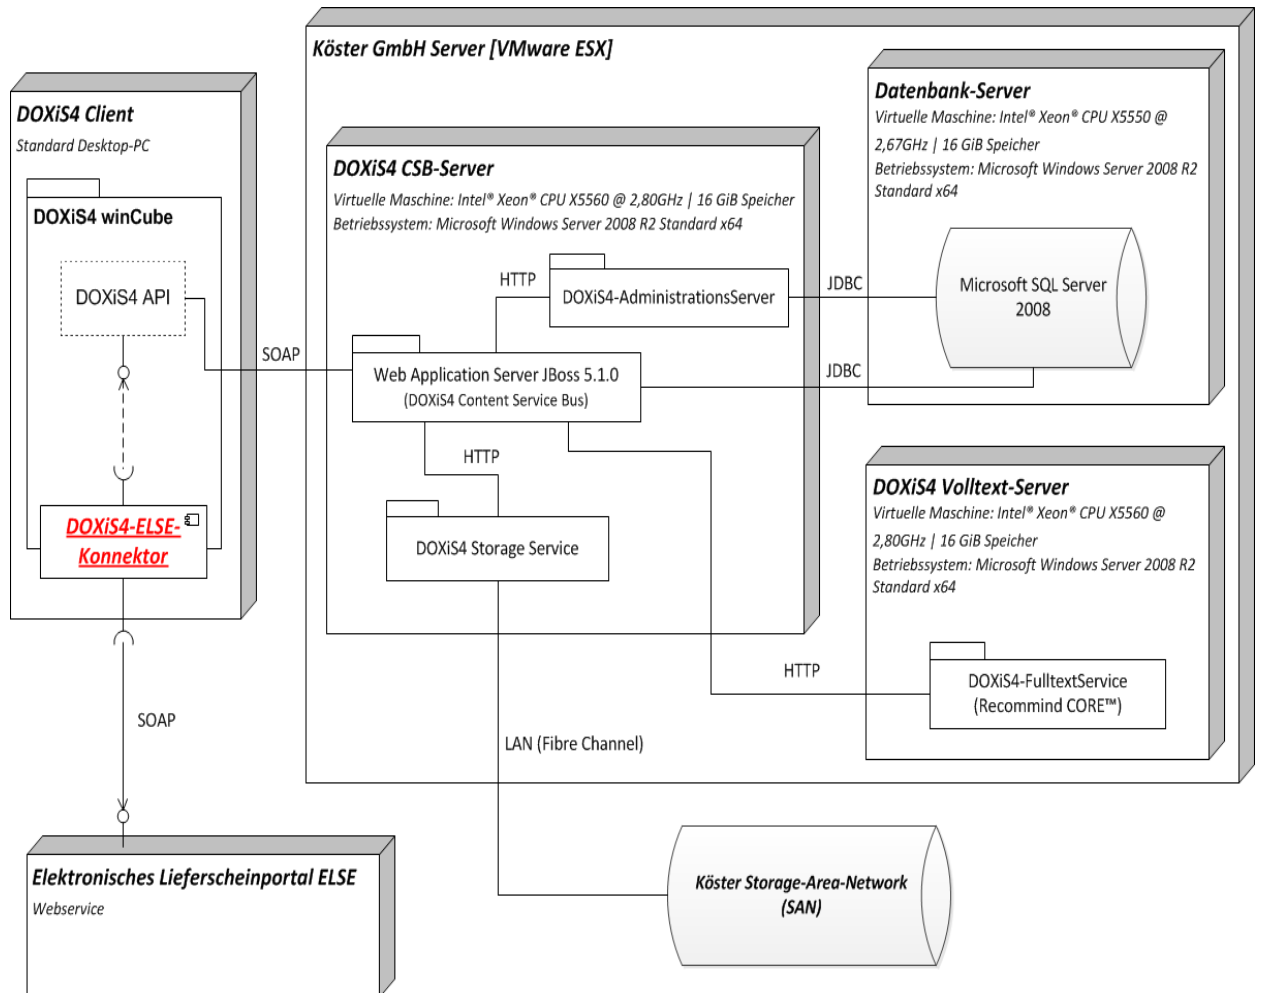 Köster GmbH Server [VMware ESX]
DOXiS4 Client
Standard Desktop-PC
DOXiS4 winCube
DOXiS4 API
DOXiS4-ELSE-
Konnektor
SOAP
SOAP
Elektronisches Lieferscheinportal ELSE
Webservice
DOXiS4 CSB-Server
Virtuelle Maschine: Intel® Xeon® CPU X5560 @ 2,80GHz | 16 GiB Speicher
Betriebssystem: Microsoft Windows Server 2008 R2 Standard x64
HTTP
DOXiS4-AdministrationsServer
Web Application Server JBoss 5.1.0
(DOXiS4 Content Service Bus)
HTTP
DOXiS4 Storage Service
JDBC
JDBC
Datenbank-Server
Virtuelle Maschine: Intel® Xeon® CPU X5550 @
2,67GHz | 16 GiB Speicher
Betriebssystem: Microsoft Windows Server 2008 R2
Standard x64
Microsoft SQL Server
2008
DOXiS4 Volltext-Server
Virtuelle Maschine: Intel® Xeon® CPU X5560 @
2,80GHz | 16 GiB Speicher
Betriebssystem: Microsoft Windows Server 2008 R2
Standard x64
HTTP
DOXiS4-FulltextService
(Recommind CORE™)
LAN (Fibre Channel)
Köster Storage-Area-Network
(SAN)